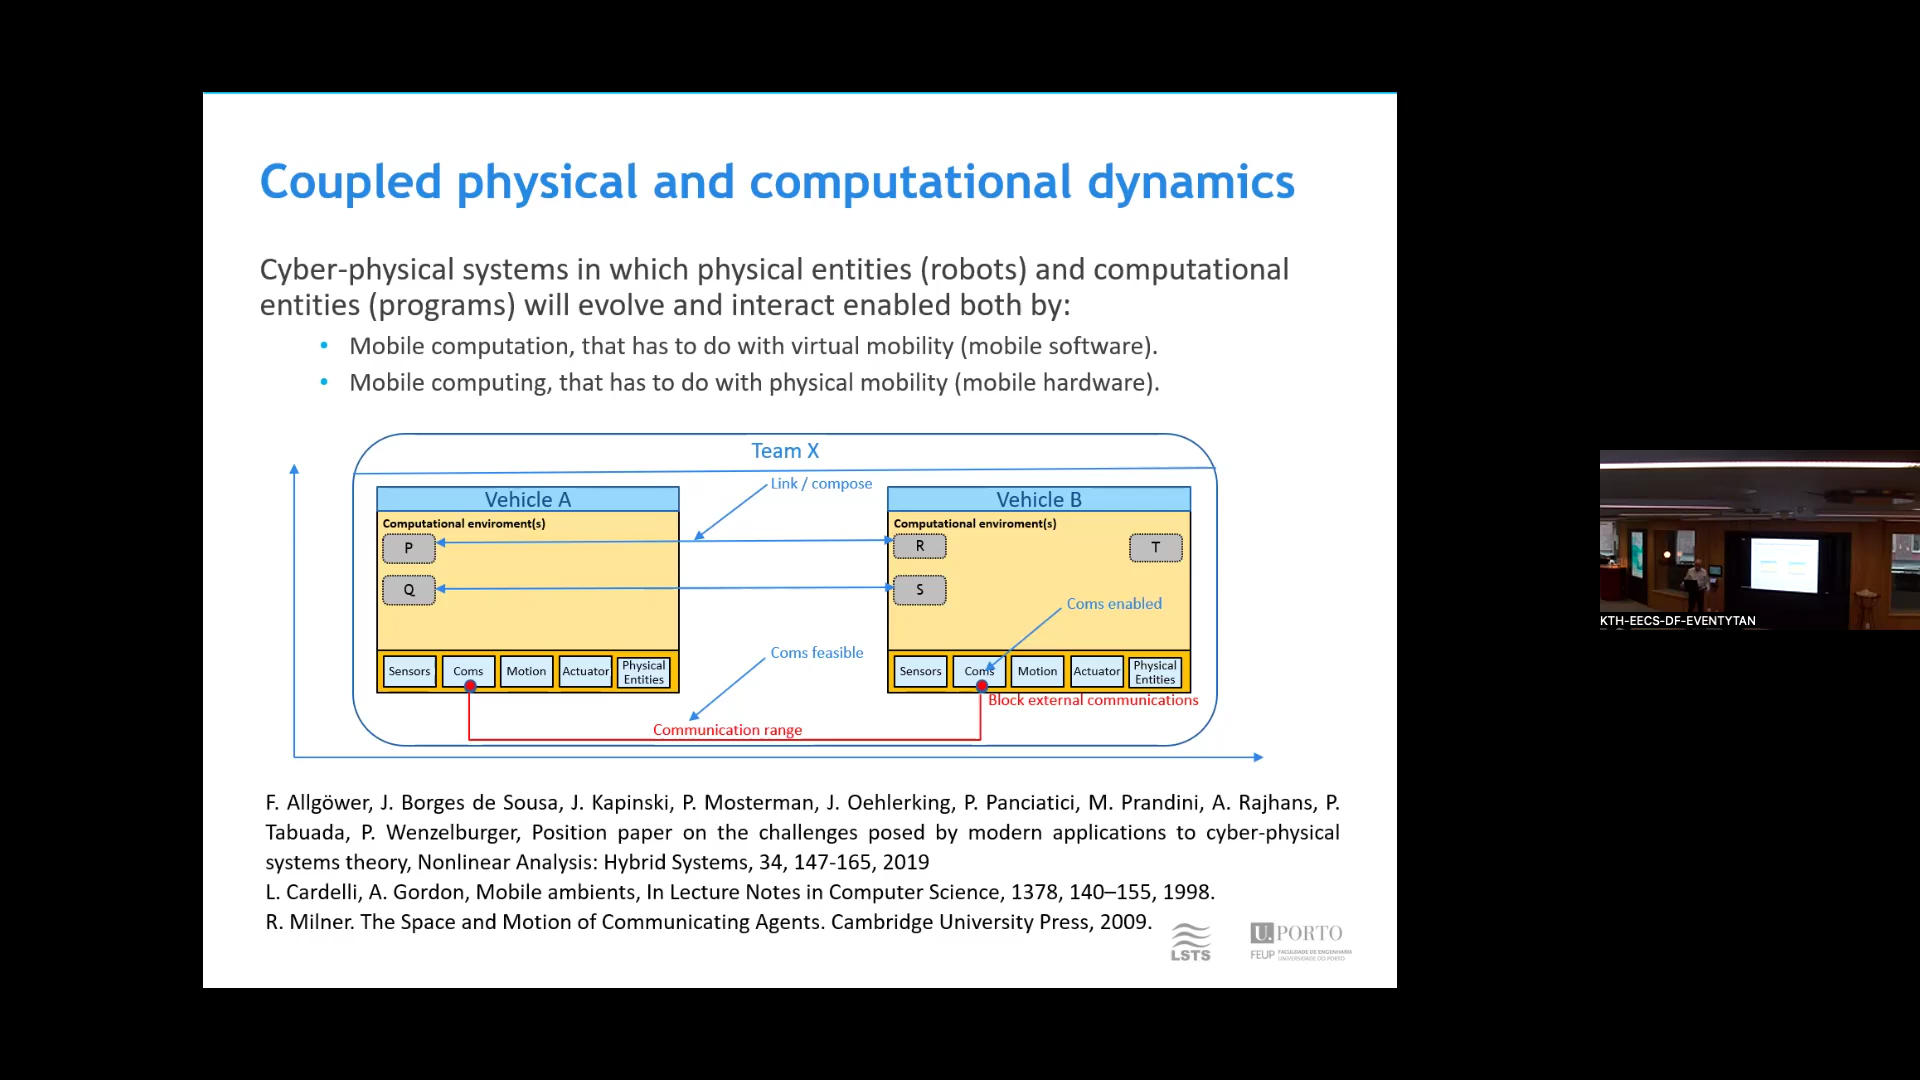 Coupled physical and computational dynamics
Cyber-physical systems in which physical entities (robots) and computational
entities (programs) will evolve and interact enabled both by:
• Mobile computation, that has to do with virtual mobility (mobile software).
• Mobile computing, that has to do with physical mobility (mobile hardware).
Team X
Link / compose
Vehicle A
Computational enviroment(s)
P
Q
Sensors
Coms
Motion
Actuator
Physical
Entities
Vehicle B
Computational enviroment(s)
R
T
S
Coms enabled
Sensors
Coms
Motion
Actuator
Physical
Entities
Coms feasible
Block external communications
Communication range
F. Allgöwer, J. Borges de Sousa, J. Kapinski, P. Mosterman, J. Oehlerking, P. Panciatici, M. Prandini, A. Rajhans, P.
Tabuada, P. Wenzelburger, Position paper on the challenges posed by modern applications to cyber-physical
systems theory, Nonlinear Analysis: Hybrid Systems, 34, 147-165, 2019
L. Cardelli, A. Gordon, Mobile ambients, In Lecture Notes in Computer Science, 1378, 140–155, 1998.
R. Milner. The Space and Motion of Communicating Agents. Cambridge University Press, 2009.
LSTS
U.PORTO
FEUP FACULDADE DE ENGENHARIA
UNIVERSIDADE DO PORTO
KTH-EECS-DF-EVENTYTAN